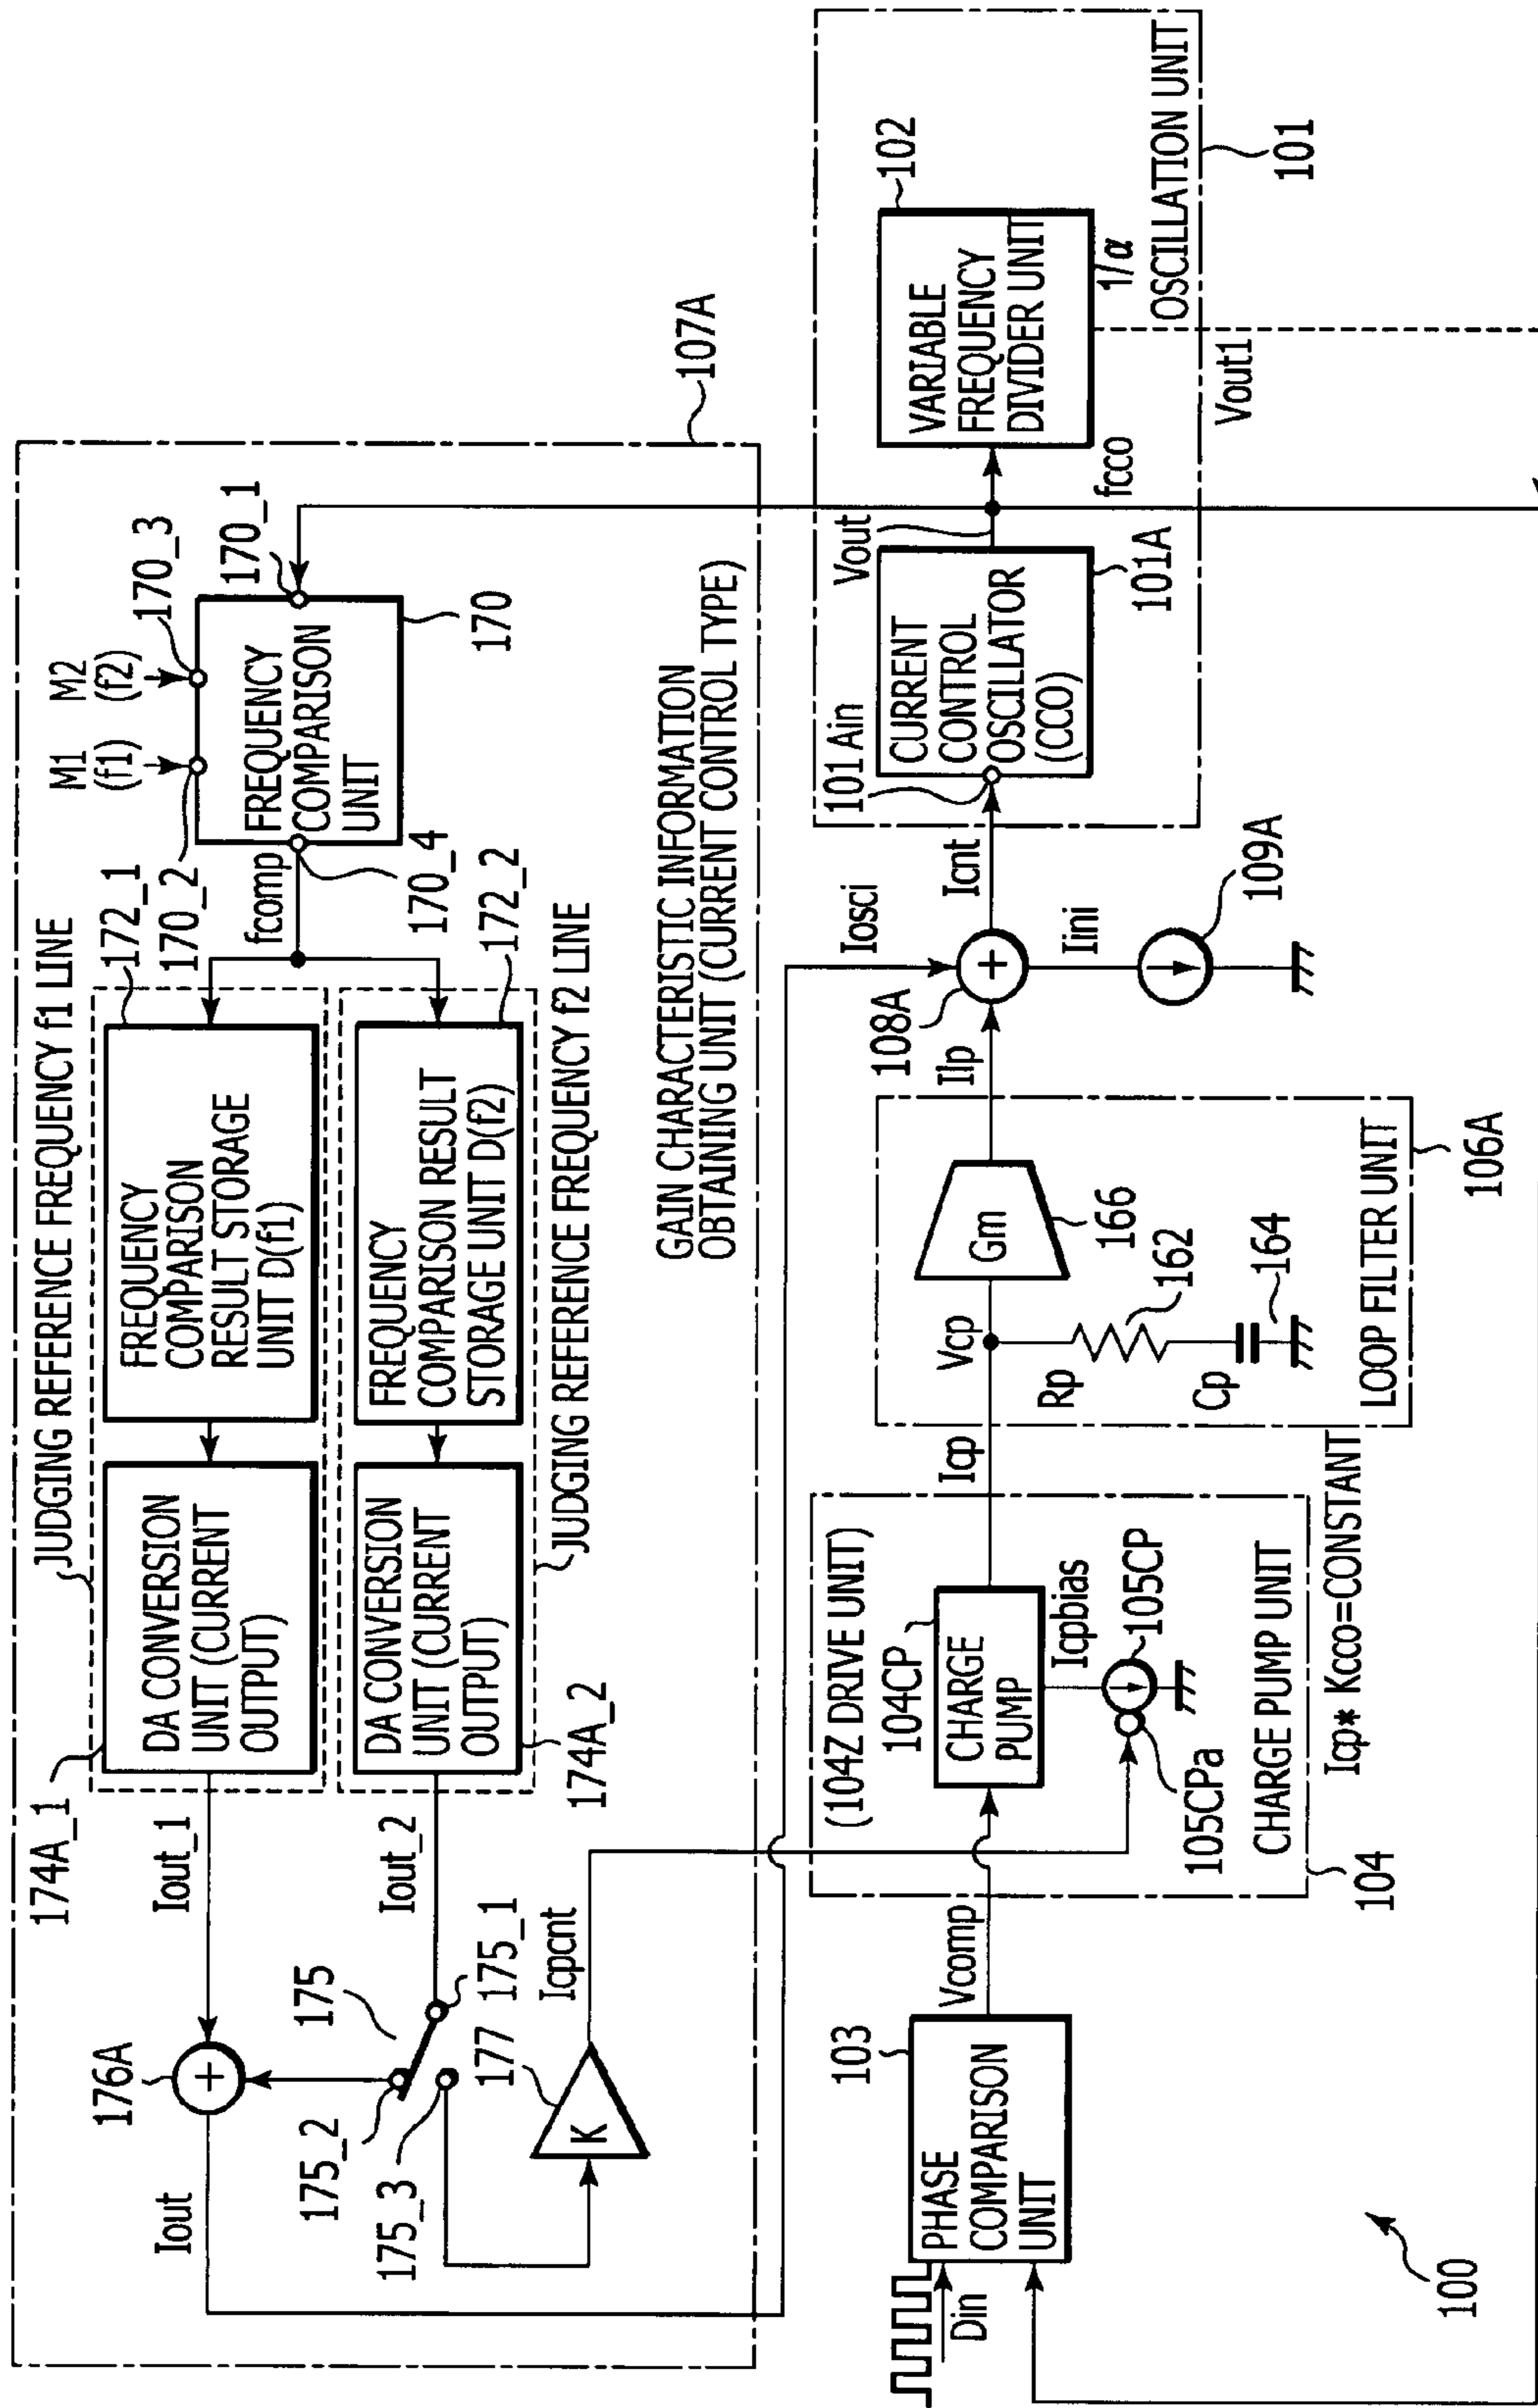 JUDGING REFERENCE FREQUENCY f1 LINE
174A_1
DA CONVERSION
UNIT (CURRENT
OUTPUT)
FREQUENCY
COMPARISON
RESULT STORAGE
UNIT D(f1)
172_1
170_2
M1
(f1)
M2
(f2)
170_3
170_1
FREQUENCY
COMPARISON
UNIT
170
fcomp
170_4
172_2
FREQUENCY
COMPARISON RESULT
STORAGE UNIT D(f2)
DA CONVERSION
UNIT (CURRENT
OUTPUT)
174A_2
JUDGING REFERENCE FREQUENCY f2 LINE
176A
+
Iout_1
Iout
Iout_2
175
175_1
175_2
175_3
177
K
Icpcnt
GAIN CHARACTERISTIC INFORMATION
OBTAINING UNIT (CURRENT CONTROL TYPE)
107A
Din
103
PHASE
COMPARISON
UNIT
Vcomp
(104Z DRIVE UNIT)
104CP
CHARGE
PUMP
Icpbias
105CP
105CPa
CHARGE PUMP UNIT
104
Icp* Kcco=CONSTANT
Icp
Vcp
Gm
166
Rp
162
Cp
164
LOOP FILTER UNIT
106A
Ilp
108A
+
Iosci
Icnt
Iini
109A
101 Ain
CURRENT
CONTROL
OSCILLATOR
(CCO)
101A
Vout
fcco
VARIABLE
FREQUENCY
DIVIDER UNIT
102
1/α
OSCILLATION UNIT
101
Vout1
100